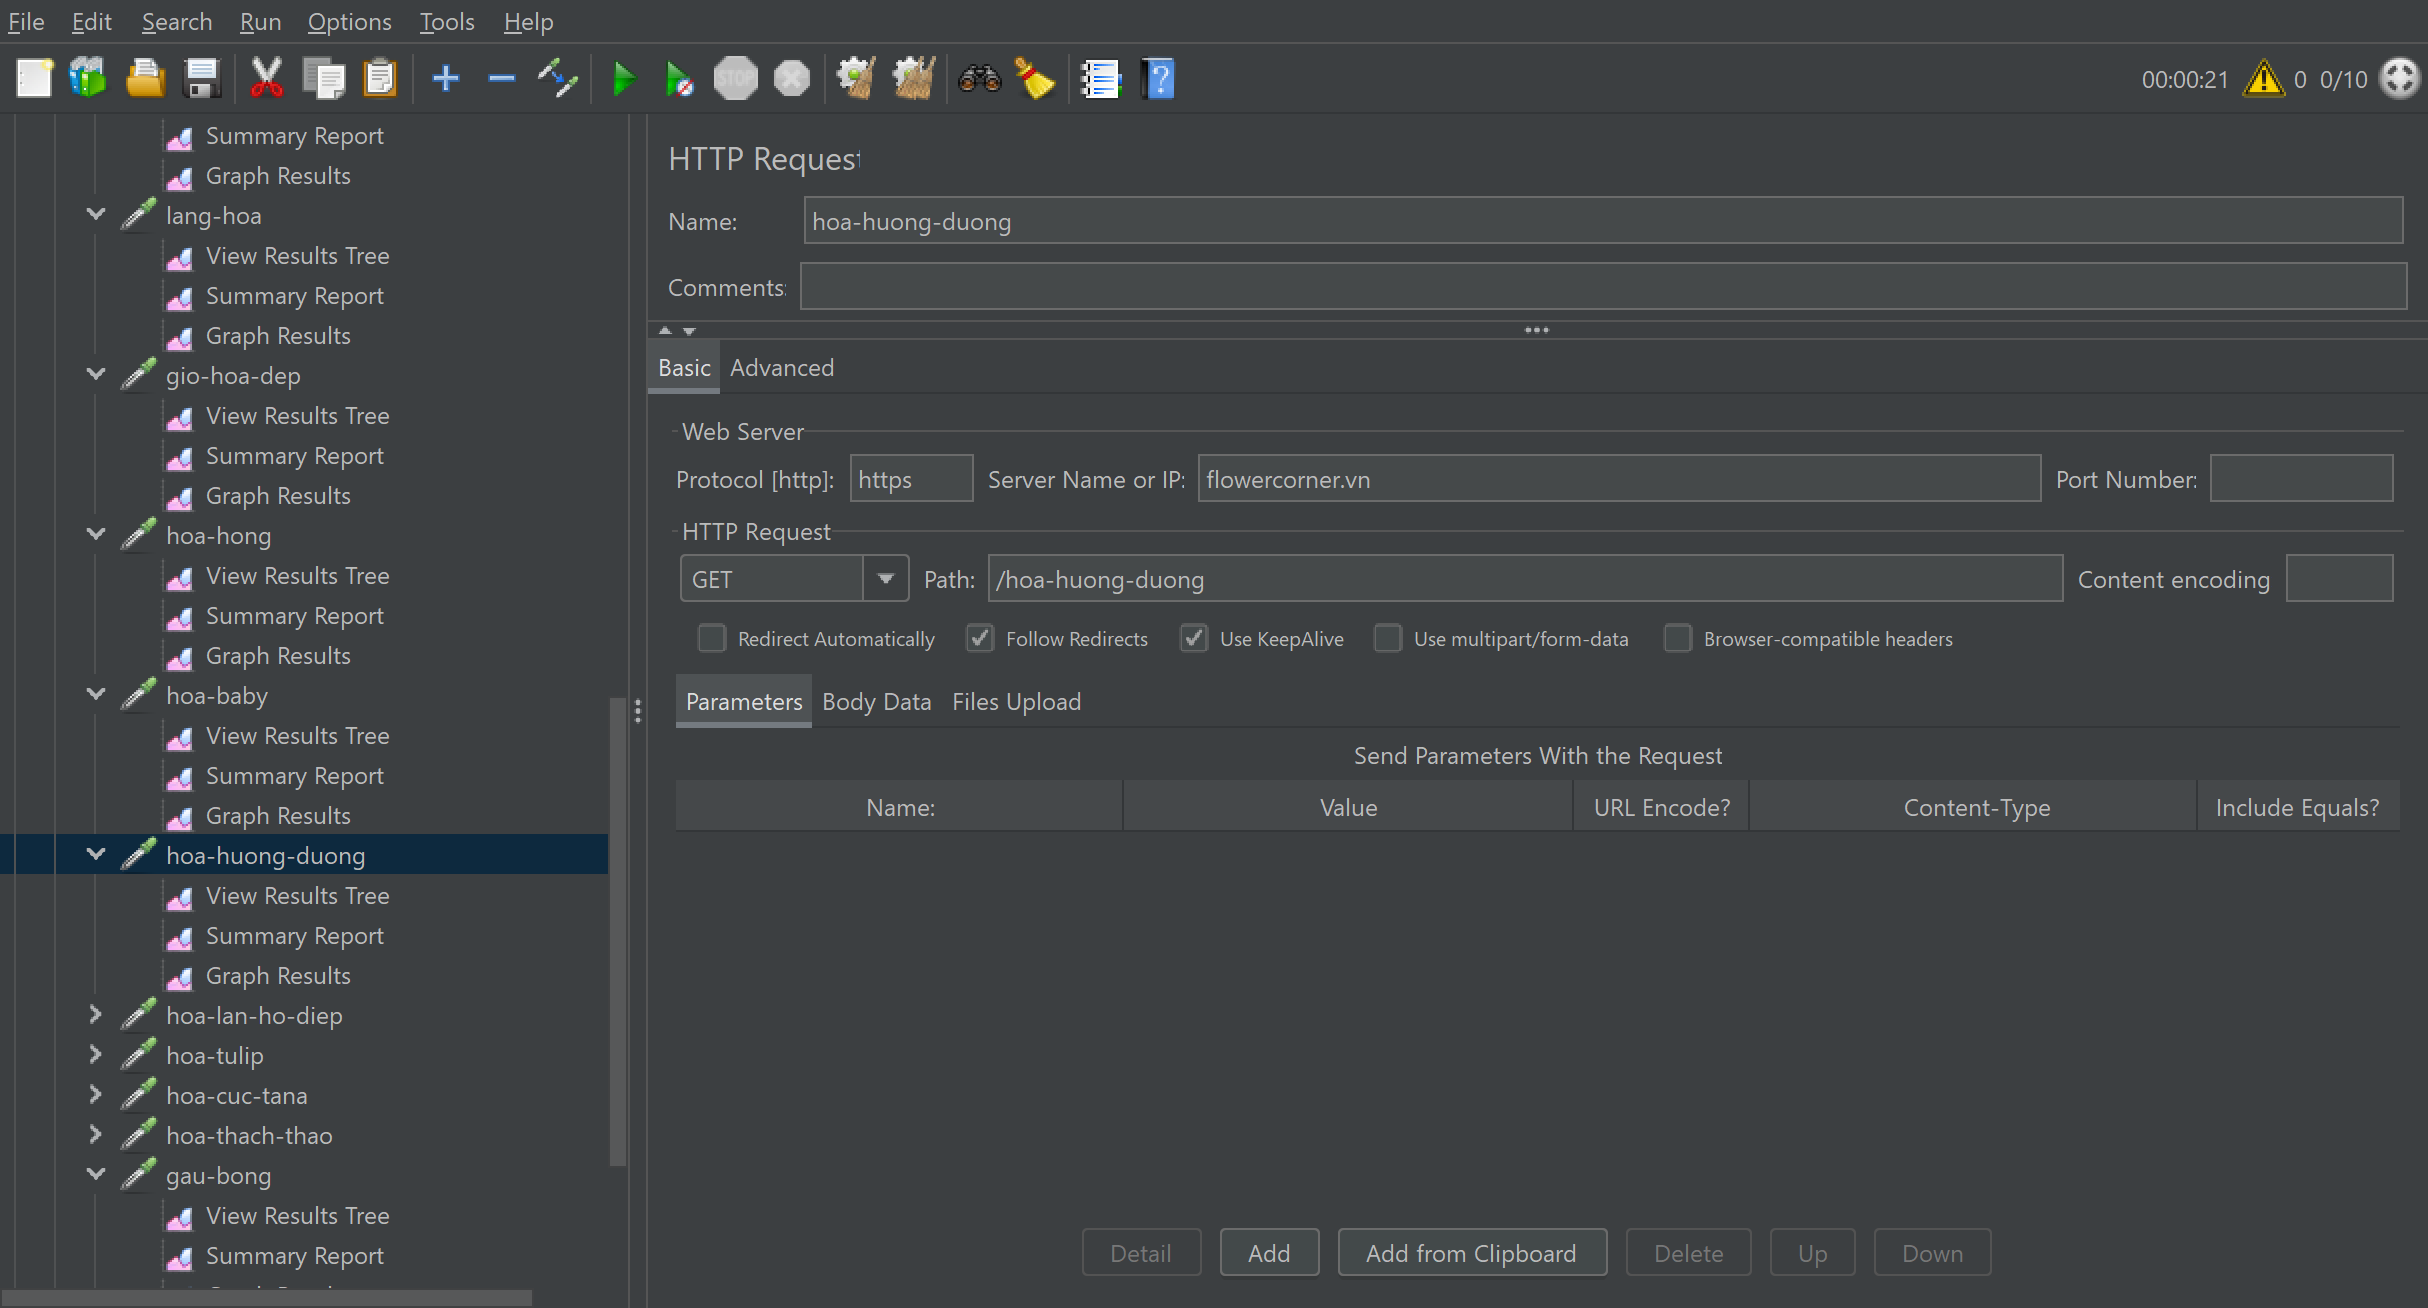 File Edit Search Run Options Tools Help
STOP
00:00:21 0 0/10
Summary Report
Graph Results
lang-hoa
View Results Tree
Summary Report
Graph Results
gio-hoa-dep
View Results Tree
Summary Report
Graph Results
hoa-hong
View Results Tree
Summary Report
Graph Results
hoa-baby
View Results Tree
Summary Report
Graph Results
hoa-huong-duong
View Results Tree
Summary Report
Graph Results
hoa-lan-ho-diep
hoa-tulip
hoa-cuc-tana
hoa-thach-thao
gau-bong
View Results Tree
Summary Report
HTTP Request
Name: hoa-huong-duong
Comments:
Basic Advanced
Web Server
Protocol [http]: https Server Name or IP: flowercorner.vn Port Number:
HTTP Request
GET Path: /hoa-huong-duong Content encoding
Redirect Automatically Follow Redirects Use KeepAlive Use multipart/form-data Browser-compatible headers
Parameters Body Data Files Upload
Send Parameters With the Request
Name: Value URL Encode? Content-Type Include Equals?
Detail Add Add from Clipboard Delete Up Down